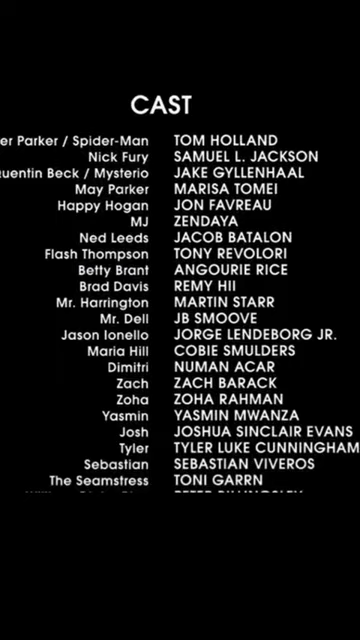 CAST
er Parker / Spider-Man TOM HOLLAND
Nick Fury SAMUEL L. JACKSON
uentin Beck / Mysterio JAKE GYLLENHAAL
May Parker MARISA TOMEI
Happy Hogan JON FAVREAU
MJ ZENDAYA
Ned Leeds JACOB BATALON
Flash Thompson TONY REVOLORI
Betty Brant ANGOURIE RICE
Brad Davis REMY HII
Mr. Harrington MARTIN STARR
Mr. Dell JB SMOOVE
Jason Ionello JORGE LENDEBORG JR.
Maria Hill COBIE SMULDERS
Dimitri NUMAN ACAR
Zach ZACH BARACK
Zoha ZOHA RAHMAN
Yasmin YASMIN MWANZA
Josh JOSHUA SINCLAIR EVANS
Tyler TYLER LUKE CUNNINGHAM
Sebastian SEBASTIAN VIVEROS
The Seamstress TONI GARRN